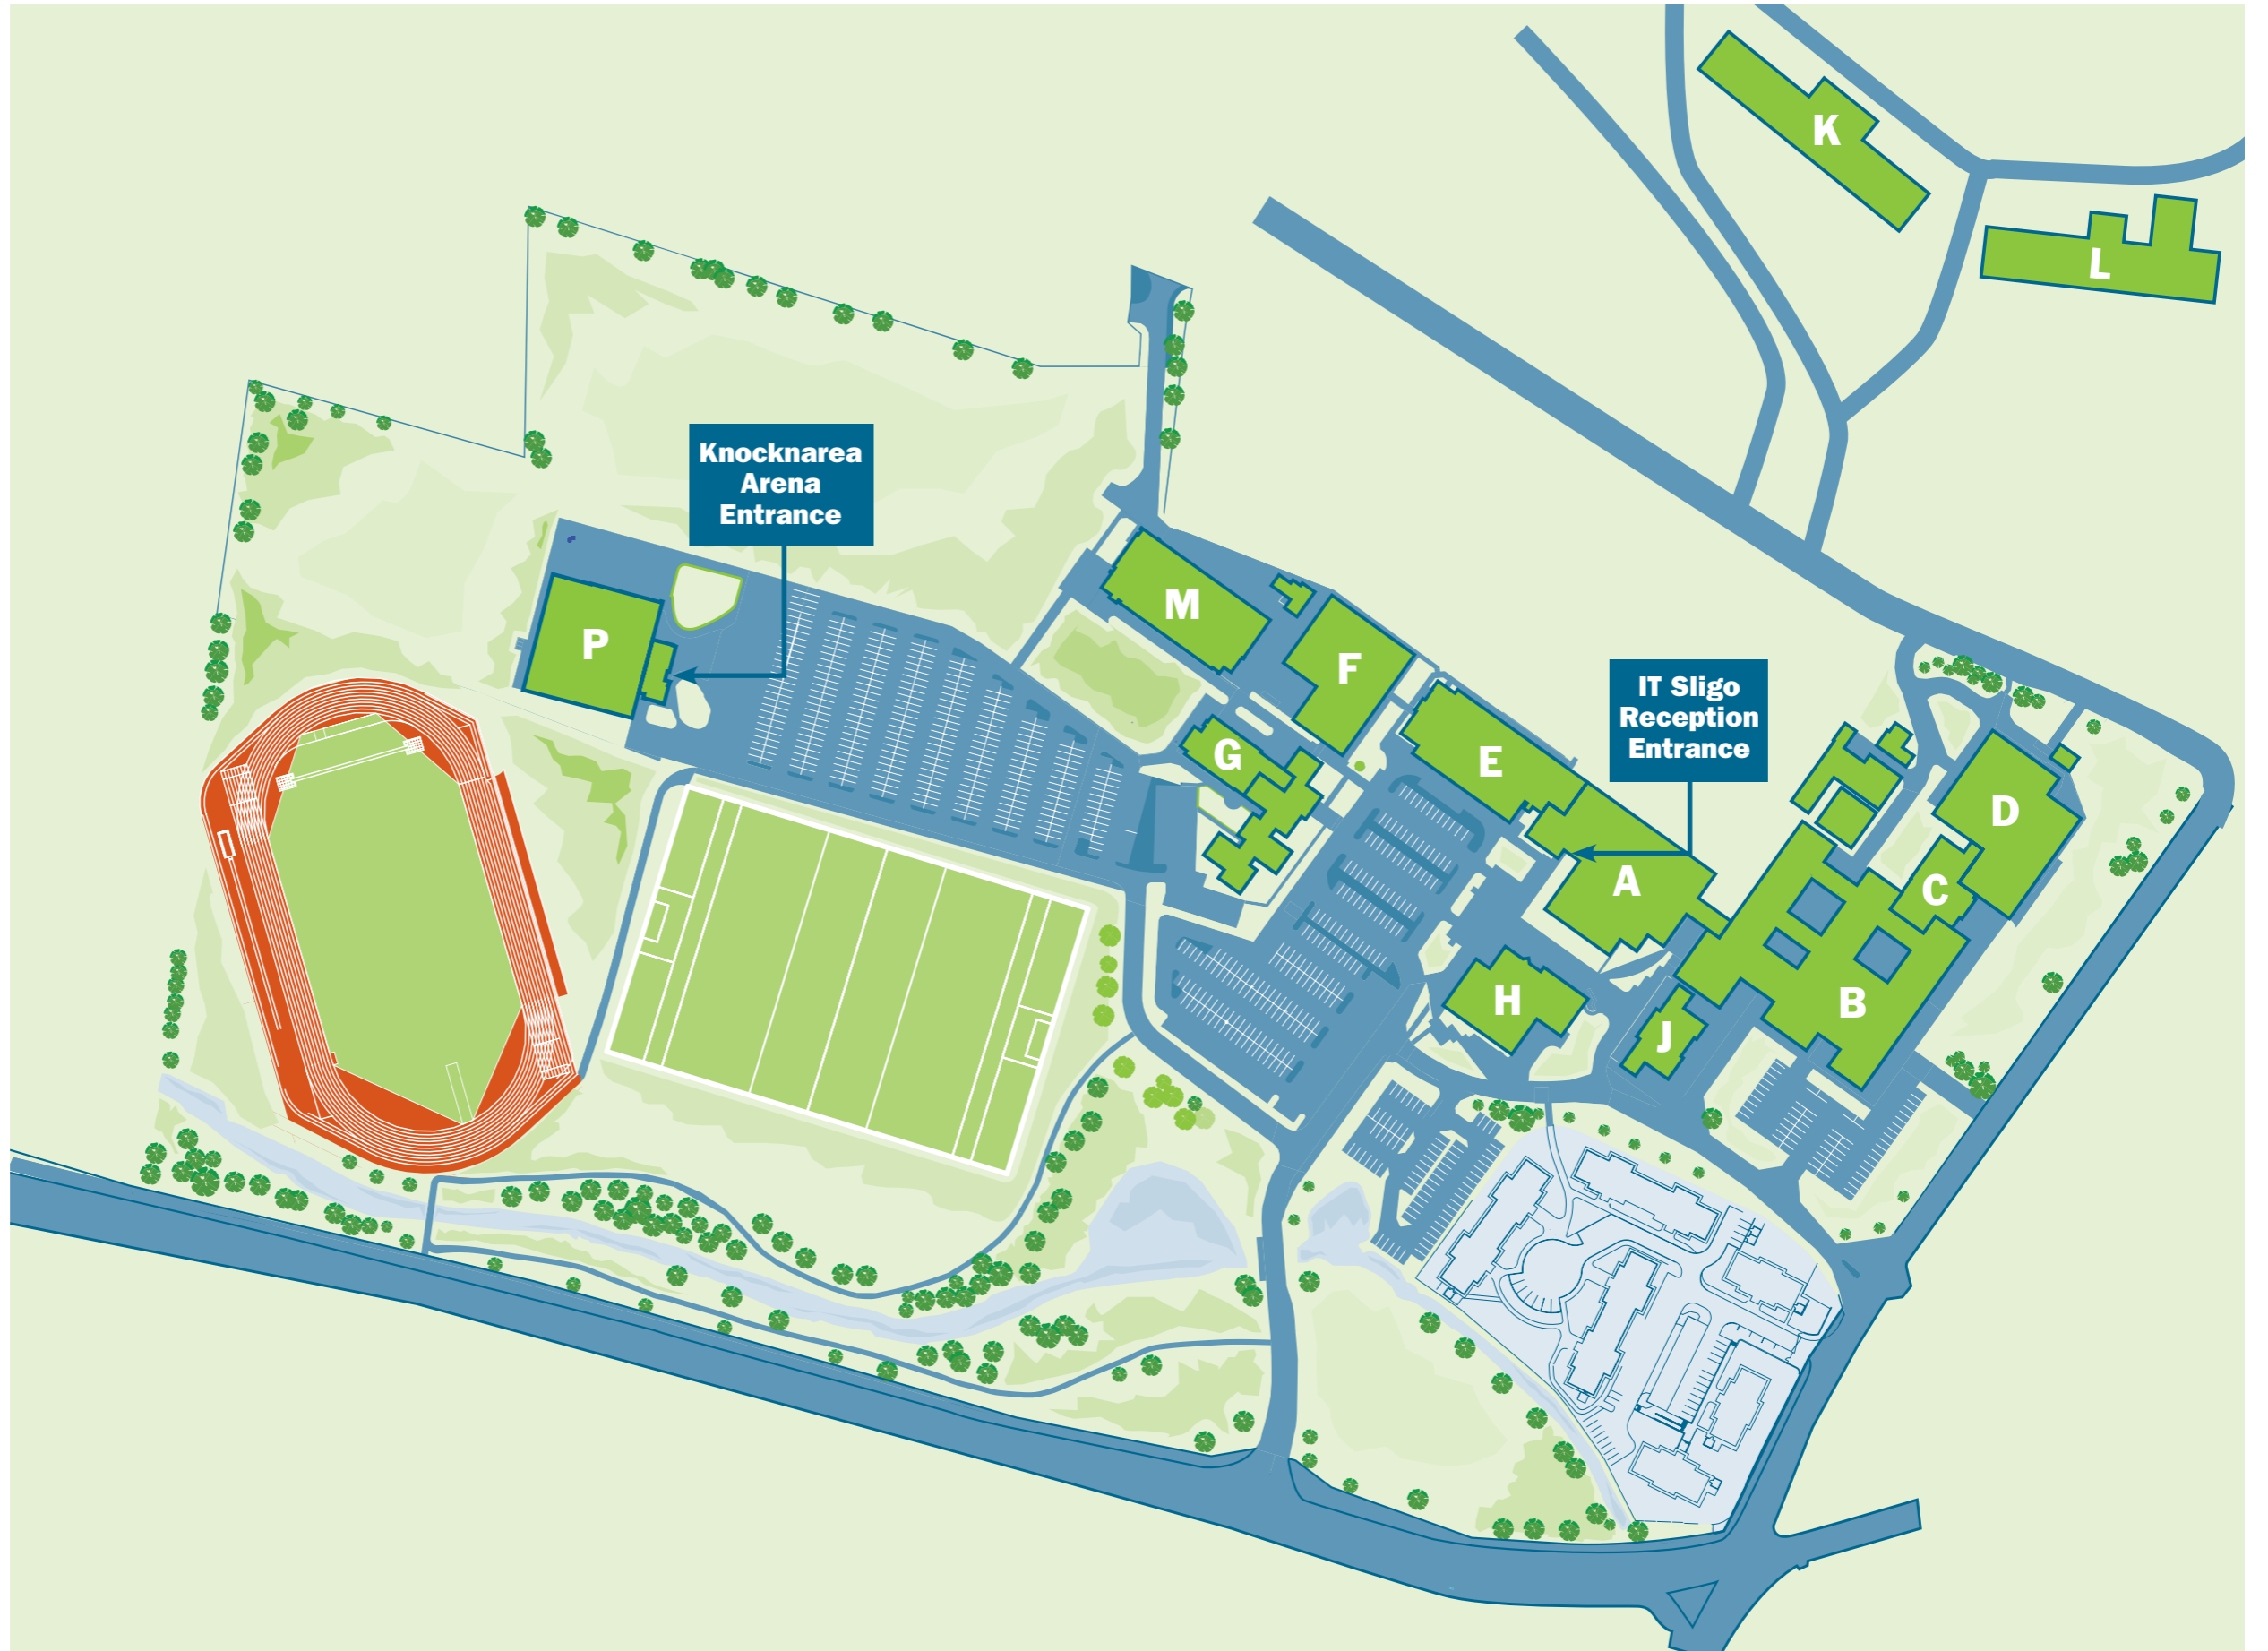 K
L
Knocknarea
Arena
Entrance
M
P
F
IT Sligo
Reception
Entrance
G
E
D
A
C
H
B
J